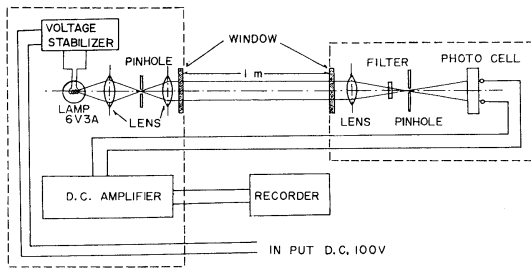 VOLTAGE
STABILIZER
PINHOLE
WINDOW
1 m
FILTER
PHOTO CELL
LAMP
6V3A
LENS
LENS
PINHOLE
D.C. AMPLIFIER
RECORDER
IN PUT D.C, 100V